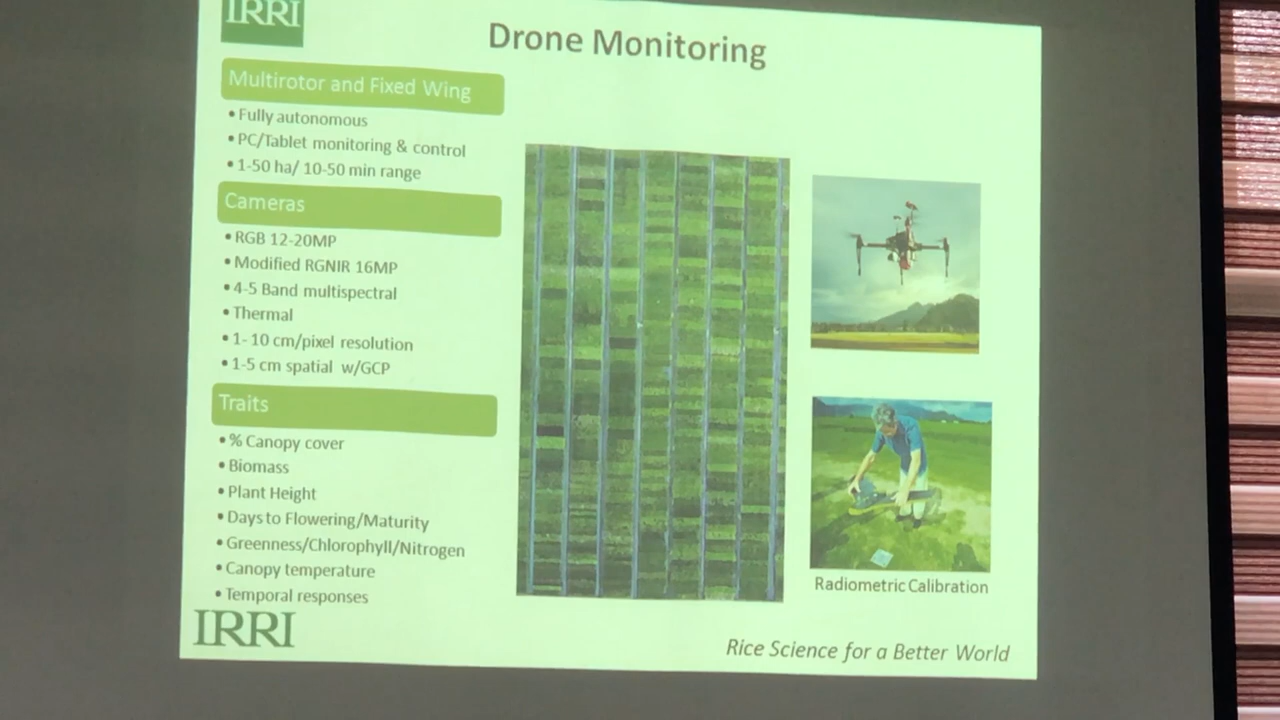 IRRI
Drone Monitoring
Multirotor and Fixed Wing
• Fully autonomous
• PC/Tablet monitoring & control
• 1-50 ha/ 10-50 min range
Cameras
• RGB 12-20MP
• Modified RGNIR 16MP
• 4-5 Band multispectral
• Thermal
• 1- 10 cm/pixel resolution
• 1-5 cm spatial w/GCP
Traits
• % Canopy cover
• Biomass
• Plant Height
• Days to Flowering/Maturity
• Greenness/Chlorophyll/Nitrogen
• Canopy temperature
• Temporal responses
Radiometric Calibration
IRRI
Rice Science for a Better World